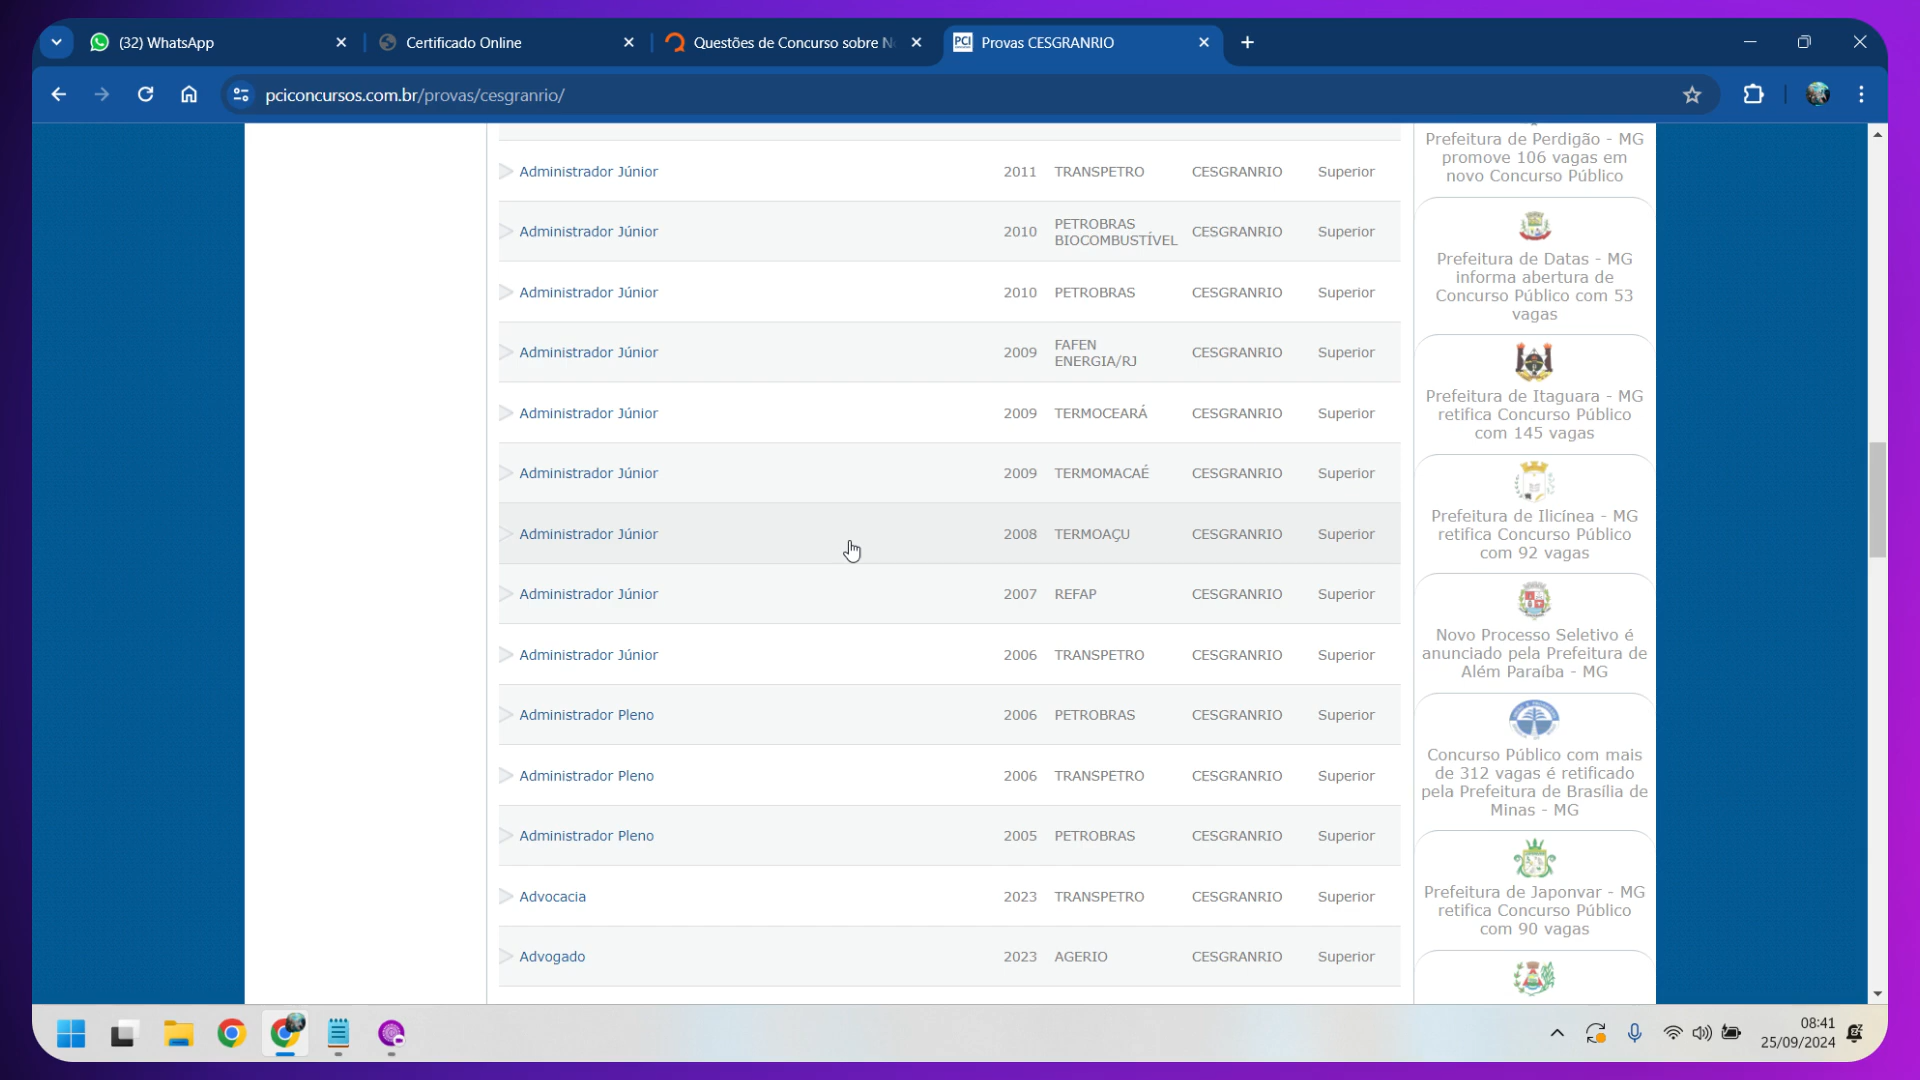 (32) WhatsApp
Certificado Online
Questões de Concurso sobre N
PCI
Provas CESGRANRIO
pciconcursos.com.br/provas/cesgranrio/
Administrador Júnior 2011 TRANSPETRO CESGRANRIO Superior
Administrador Júnior 2010 PETROBRAS BIOCOMBUSTÍVEL CESGRANRIO Superior
Administrador Júnior 2010 PETROBRAS CESGRANRIO Superior
Administrador Júnior 2009 FAFEN ENERGIA/RJ CESGRANRIO Superior
Administrador Júnior 2009 TERMOCEARÁ CESGRANRIO Superior
Administrador Júnior 2009 TERMOMACAÉ CESGRANRIO Superior
Administrador Júnior 2008 TERMOAÇU CESGRANRIO Superior
Administrador Júnior 2007 REFAP CESGRANRIO Superior
Administrador Júnior 2006 TRANSPETRO CESGRANRIO Superior
Administrador Pleno 2006 PETROBRAS CESGRANRIO Superior
Administrador Pleno 2006 TRANSPETRO CESGRANRIO Superior
Administrador Pleno 2005 PETROBRAS CESGRANRIO Superior
Advocacia 2023 TRANSPETRO CESGRANRIO Superior
Advogado 2023 AGERIO CESGRANRIO Superior
Prefeitura de Perdigão - MG
promove 106 vagas em
novo Concurso Público
Prefeitura de Datas - MG
informa abertura de
Concurso Público com 53
vagas
Prefeitura de Itaguara - MG
retifica Concurso Público
com 145 vagas
Prefeitura de Ilicínea - MG
retifica Concurso Público
com 92 vagas
Novo Processo Seletivo é
anunciado pela Prefeitura de
Além Paraíba - MG
Concurso Público com mais
de 312 vagas é retificado
pela Prefeitura de Brasília de
Minas - MG
Prefeitura de Japonvar - MG
retifica Concurso Público
com 90 vagas
08:41
25/09/2024